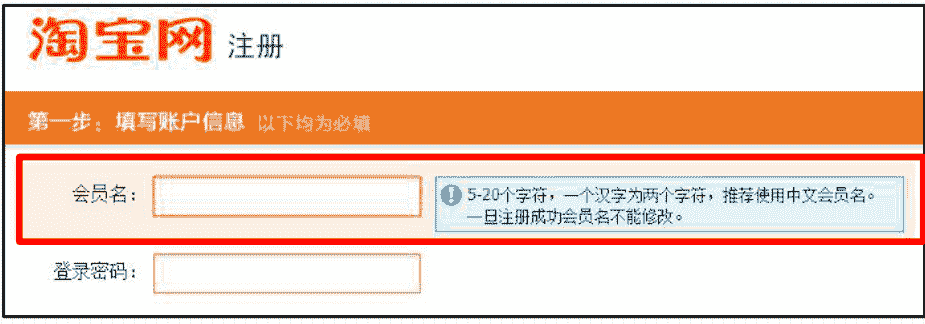 淘宝网 注册
第一步：填写账户信息 以下均为必填
会员名：
5-20个字符，一个汉字为两个字符，推荐使用中文会员名。
一旦注册成功会员名不能修改。
登录密码：